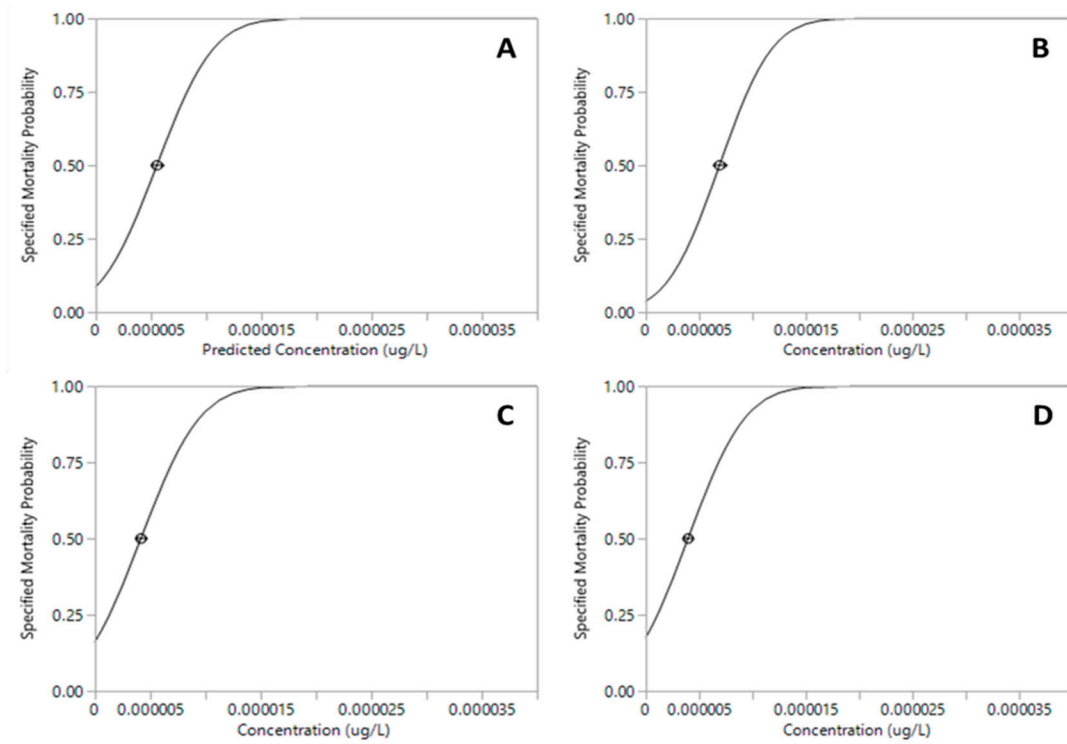 A
Specified Mortality Probability
1.00
0.75
0.50
0.25
0.00
0 0.000005 0.000015 0.000025 0.000035
Predicted Concentration (ug/L)
B
Specified Mortality Probability
1.00
0.75
0.50
0.25
0.00
0 0.000005 0.000015 0.000025 0.000035
Concentration (ug/L)
C
Specified Mortality Probability
1.00
0.75
0.50
0.25
0.00
0 0.000005 0.000015 0.000025 0.000035
Concentration (ug/L)
D
Specified Mortality Probability
1.00
0.75
0.50
0.25
0.00
0 0.000005 0.000015 0.000025 0.000035
Concentration (ug/L)